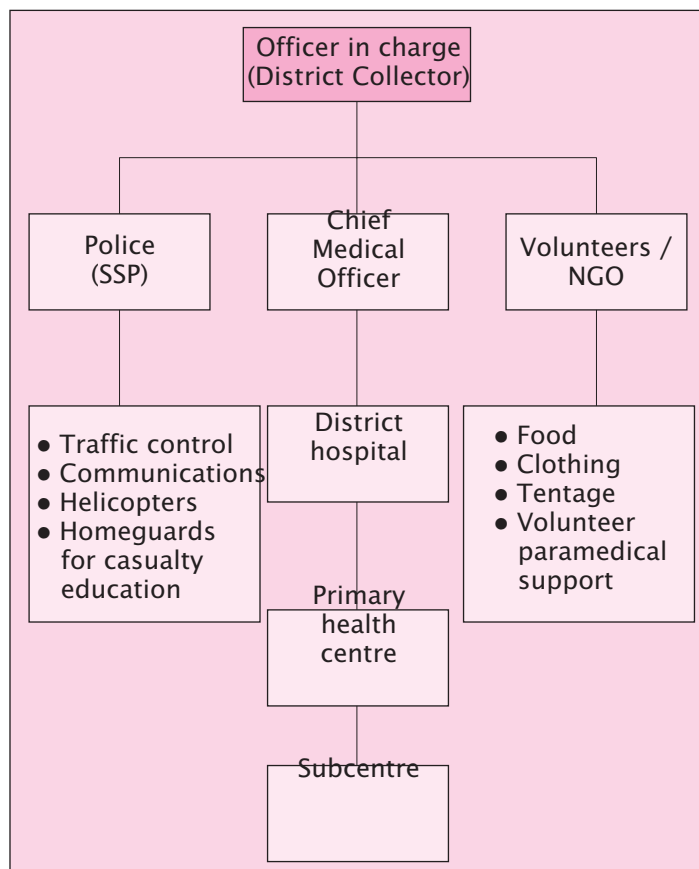 Officer in charge
(District Collector)
Police
(SSP)
Chief
Medical
Officer
Volunteers /
NGO
● Traffic control
● Communications
● Helicopters
● Homeguards
for casualty
education
District
hospital
● Food
● Clothing
● Tentage
● Volunteer
paramedical
support
Primary
health
centre
Subcentre